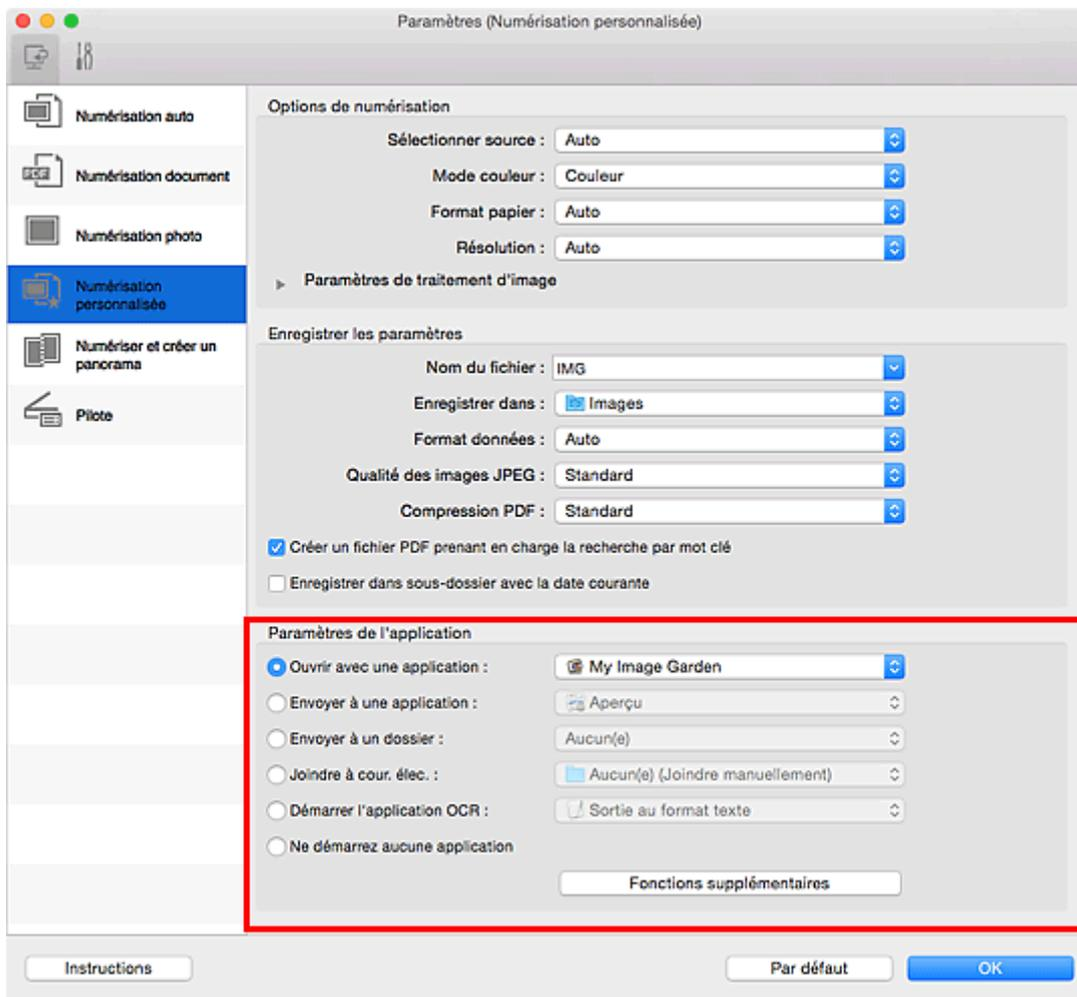 Paramètres (Numérisation personnalisée)
Numérisation auto
PDF
Numérisation document
Numérisation photo
Numérisation
personnalisée
Numériser et créer un
panorama
Pilote
Options de numérisation
Sélectionner source : Auto
Mode couleur : Couleur
Format papier : Auto
Résolution : Auto
Paramètres de traitement d'image
Enregistrer les paramètres
Nom du fichier : IMG
Enregistrer dans : Images
Format données : Auto
Qualité des images JPEG : Standard
Compression PDF : Standard
Créer un fichier PDF prenant en charge la recherche par mot clé
Enregistrer dans sous-dossier avec la date courante
Paramètres de l'application
Ouvrir avec une application : My Image Garden
Envoyer à une application : Aperçu
Envoyer à un dossier : Aucun(e)
Joindre à cour. élec. : Aucun(e) (Joindre manuellement)
Démarrer l'application OCR : Sortie au format texte
Ne démarrez aucune application
Fonctions supplémentaires
Instructions
Par défaut
OK